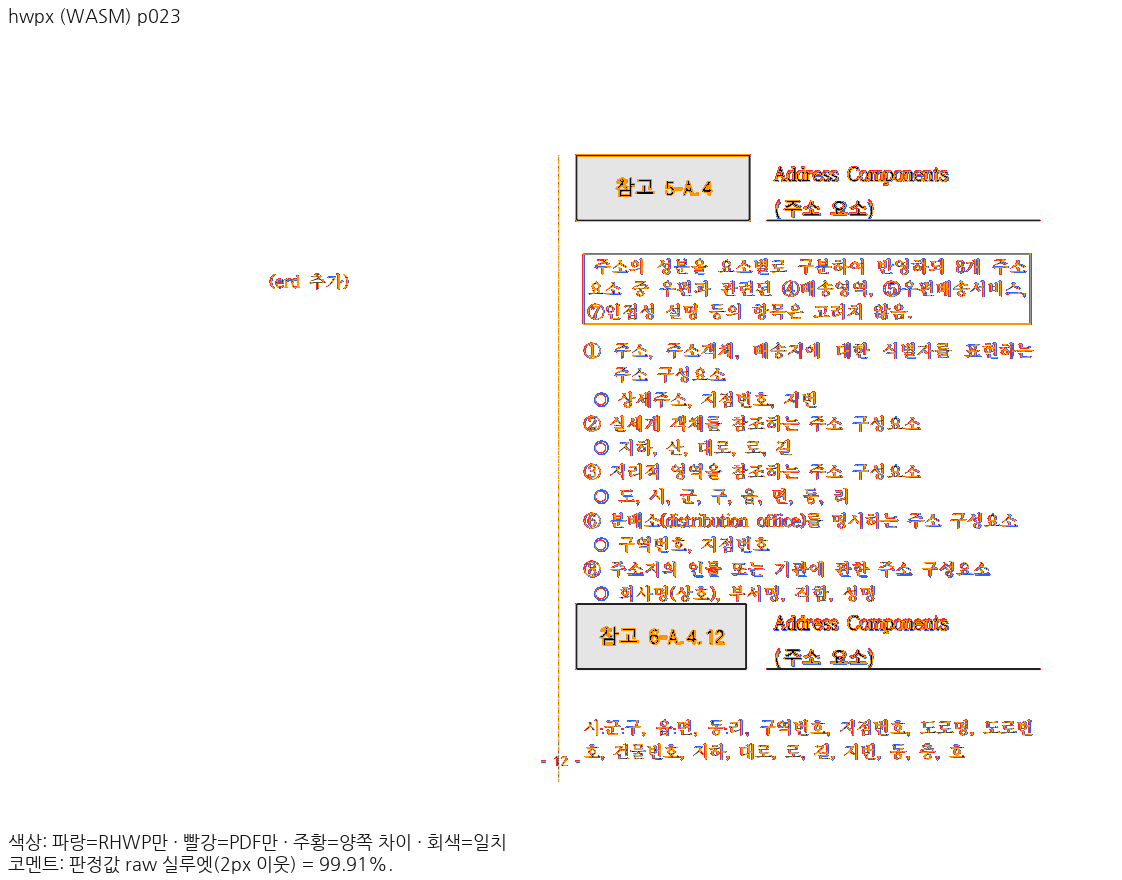 hwpx (WASM) p023
(erd 추가)
참고 5-A.4
Address Components
(주소 요소)
주소의 성분을 요소별로 구분하여 반영하되 8개 주소
요소 중 우편과 관련된 ④배송영역, ⑤우편배송서비스,
⑦인접성 설명 등의 항목은 고려치 않음.
① 주소, 주소객체, 배송지에 대한 식별자를 표현하는
주소 구성요소
○ 상세주소, 지점번호, 지번
② 실세계 객체를 참조하는 주소 구성요소
○ 지하, 산, 대로, 로, 길
③ 지리적 영역을 참조하는 주소 구성요소
○ 도, 시, 군, 구, 읍, 면, 동, 리
⑥ 분배소(distribution office)를 명시하는 주소 구성요소
○ 구역번호, 지점번호
⑧ 주소지의 인물 또는 기관에 관한 주소 구성요소
○ 회사명(상호), 부서명, 직함, 성명
참고 6-A.4.12
Address Components
(주소 요소)
시·군·구, 읍·면, 동·리, 구역번호, 지점번호, 도로명, 도로번
호, 건물번호, 지하, 대로, 로, 길, 지번, 동, 층, 호
- 12 -
색상: 파랑=RHWP만 · 빨강=PDF만 · 주황=양쪽 차이 · 회색=일치
코멘트: 판정값 raw 실루엣(2px 이웃) = 99.91%.